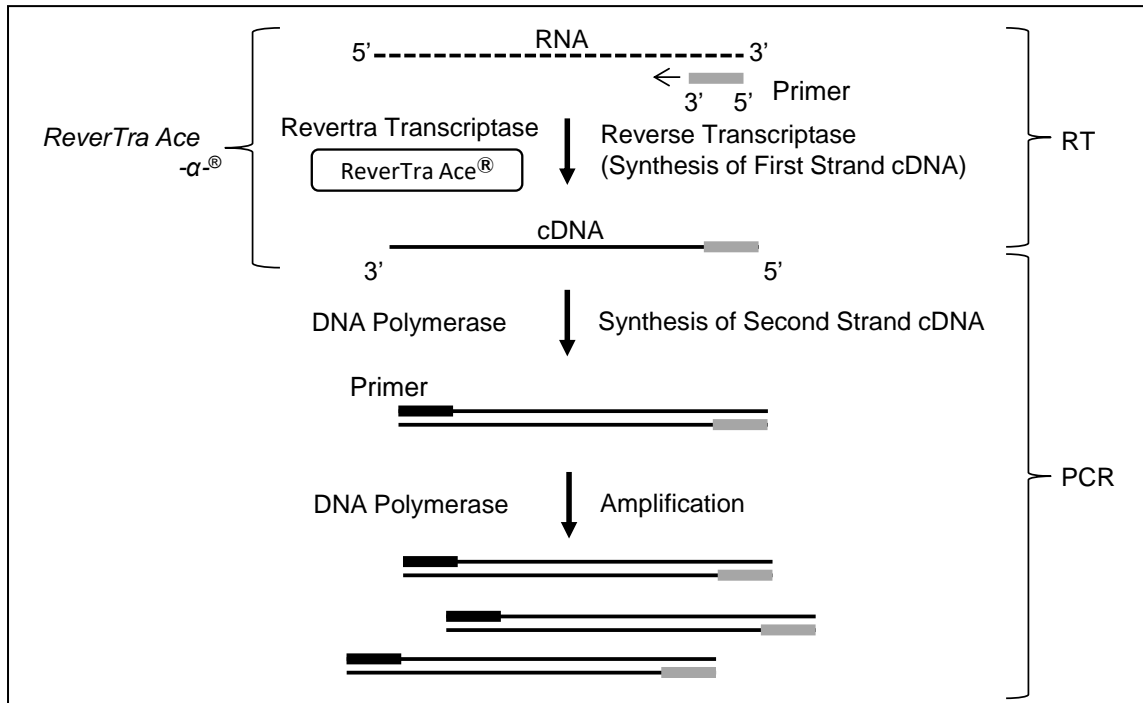 RNA
5’
3’
3’ 5’
Primer
ReverTra Ace
-α-®
Revertra Transcriptase
ReverTra Ace®
Reverse Transcriptase
(Synthesis of First Strand cDNA)
RT
cDNA
3’
5’
DNA Polymerase
Synthesis of Second Strand cDNA
Primer
DNA Polymerase
Amplification
PCR